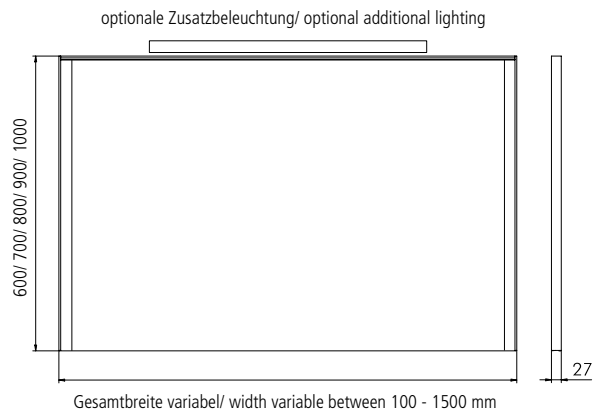 optionale Zusatzbeleuchtung/ optional additional lighting
600/ 700/ 800/ 900/ 1000
27
Gesamtbreite variabel/ width variable between 100 - 1500 mm